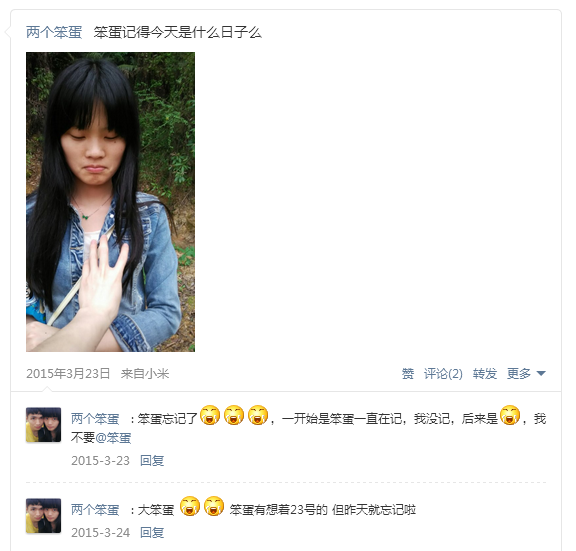 两个笨蛋 笨蛋记得今天是什么日子么
2015年3月23日 来自小米 赞 评论(2) 转发 更多
两个笨蛋 : 笨蛋忘记了，一开始是笨蛋一直在记，我没记，后来是，我
不要@笨蛋
2015-3-23 回复
两个笨蛋 : 大笨蛋 笨蛋有想着23号的 但昨天就忘记啦
2015-3-24 回复